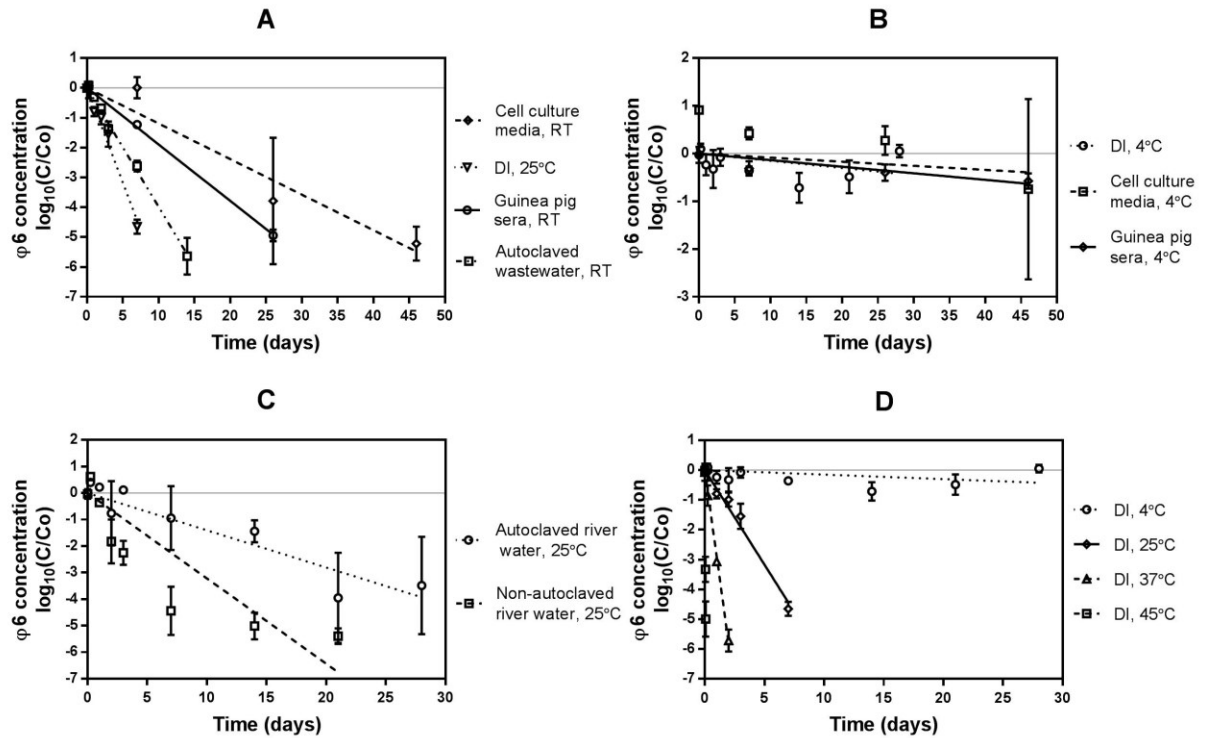 A
φ6 concentration
log₁₀(C/Co)
1
0
-1
-2
-3
-4
-5
-6
-7
0 5 10 15 20 25 30 35 40 45 50
Time (days)
Cell culture
media, RT
DI, 25°C
Guinea pig
sera, RT
Autoclaved
wastewater, RT
B
φ6 concentration
log₁₀(C/Co)
2
1
0
-1
-2
-3
0 5 10 15 20 25 30 35 40 45 50
Time (days)
DI, 4°C
Cell culture
media, 4°C
Guinea pig
sera, 4°C
C
φ6 concentration
log₁₀(C/Co)
2
1
0
-1
-2
-3
-4
-5
-6
-7
0 5 10 15 20 25 30
Time (days)
Autoclaved river
water, 25°C
Non-autoclaved
river water, 25°C
D
φ6 concentration
log₁₀(C/Co)
1
0
-1
-2
-3
-4
-5
-6
-7
0 5 10 15 20 25 30
Time (days)
DI, 4°C
DI, 25°C
DI, 37°C
DI, 45°C